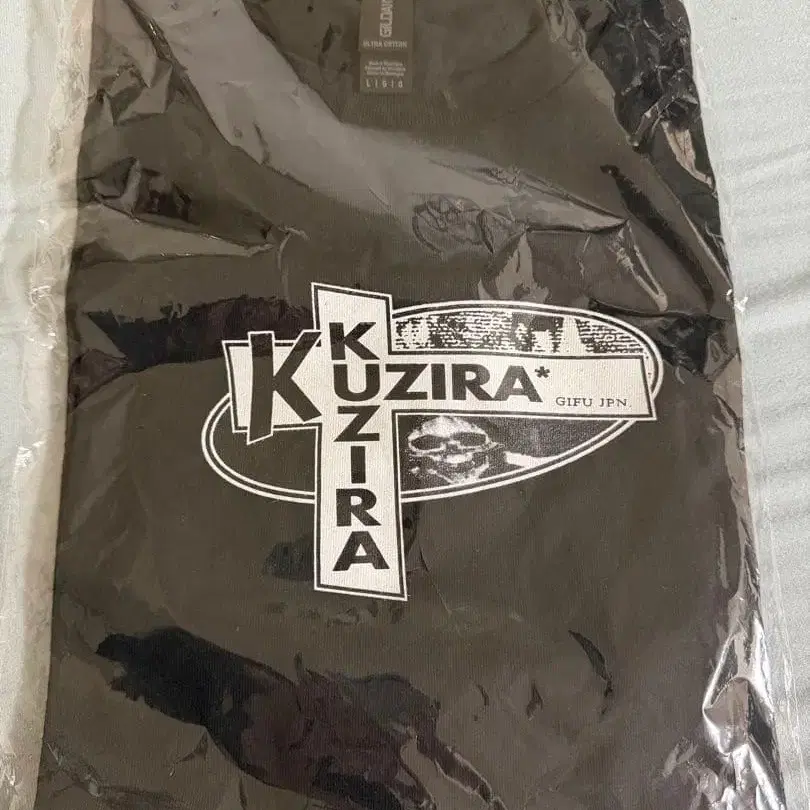 GILDAN
ULTRA COTTON
L | G | G
KUZIRA
KUZIRA*
GIFU JPN.